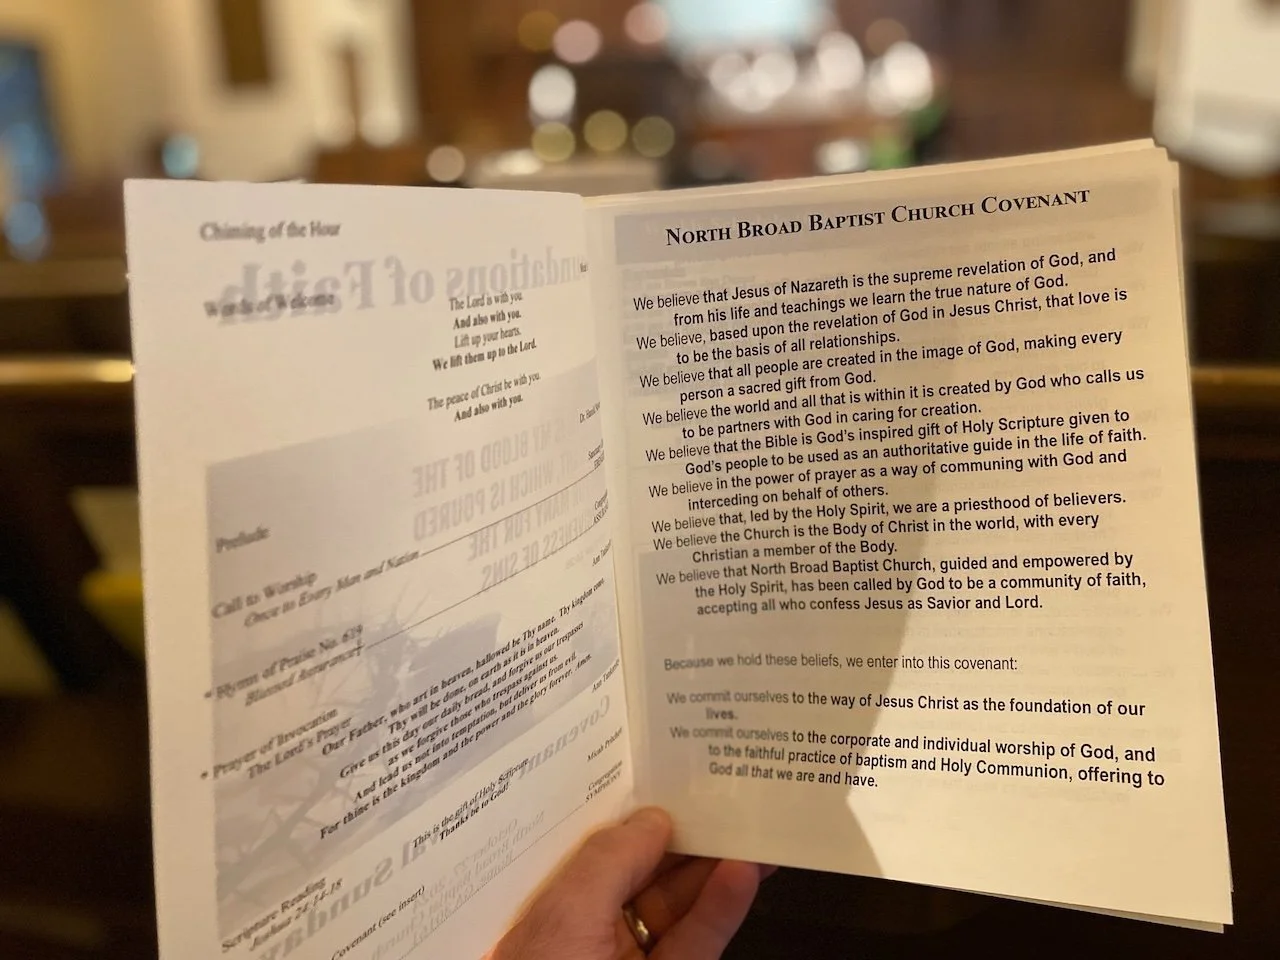 Chiming of the Hour
Words of Welcome
The Lord is with you.
And also with you.
Lift up your hearts.
We lift them up to the Lord.
The peace of Christ be with you.
And also with you.
Prelude
Call to Worship
Once to Every Man and Nation
* Hymn of Praise No. 619
Blessed Assurance
* Prayer of Invocation
The Lord's Prayer
Our Father, who art in heaven, hallowed be Thy name. Thy kingdom come,
Thy will be done, on earth as it is in heaven.
Give us this day our daily bread, and forgive us our trespasses
as we forgive those who trespass against us.
And lead us not into temptation, but deliver us from evil.
For thine is the kingdom and the power and the glory forever. Amen.
This is the gift of Holy Scripture
Thanks be to God!
Scripture Reading
Joshua 24:14-18
Covenant (see insert)
NORTH BROAD BAPTIST CHURCH COVENANT
We believe that Jesus of Nazareth is the supreme revelation of God, and
from his life and teachings we learn the true nature of God.
We believe, based upon the revelation of God in Jesus Christ, that love is
to be the basis of all relationships.
We believe that all people are created in the image of God, making every
person a sacred gift from God.
We believe the world and all that is within it is created by God who calls us
to be partners with God in caring for creation.
We believe that the Bible is God's inspired gift of Holy Scripture given to
God's people to be used as an authoritative guide in the life of faith.
We believe in the power of prayer as a way of communing with God and
interceding on behalf of others.
We believe that, led by the Holy Spirit, we are a priesthood of believers.
We believe the Church is the Body of Christ in the world, with every
Christian a member of the Body.
We believe that North Broad Baptist Church, guided and empowered by
the Holy Spirit, has been called by God to be a community of faith,
accepting all who confess Jesus as Savior and Lord.
Because we hold these beliefs, we enter into this covenant:
We commit ourselves to the way of Jesus Christ as the foundation of our
lives.
We commit ourselves to the corporate and individual worship of God, and
to the faithful practice of baptism and Holy Communion, offering to
God all that we are and have.